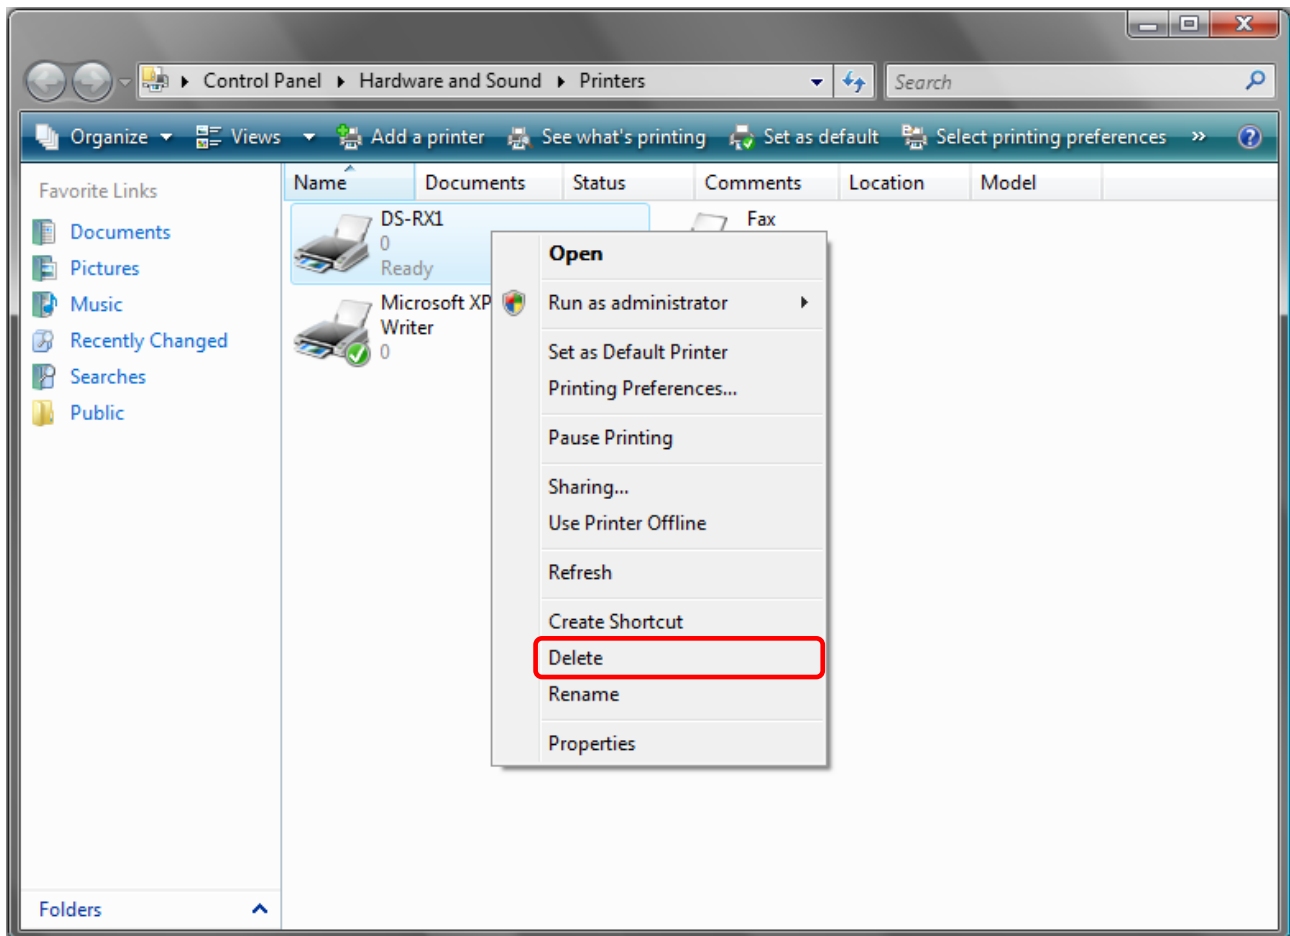 Control Panel Hardware and Sound Printers Search
Organize Views Add a printer See what's printing Set as default Select printing preferences »
Favorite Links
Documents
Pictures
Music
Recently Changed
Searches
Public
Folders
Name Documents Status Comments Location Model
DS-RX1
0
Ready
Fax
Microsoft XP
Writer
0
Open
Run as administrator
Set as Default Printer
Printing Preferences...
Pause Printing
Sharing...
Use Printer Offline
Refresh
Create Shortcut
Delete
Rename
Properties